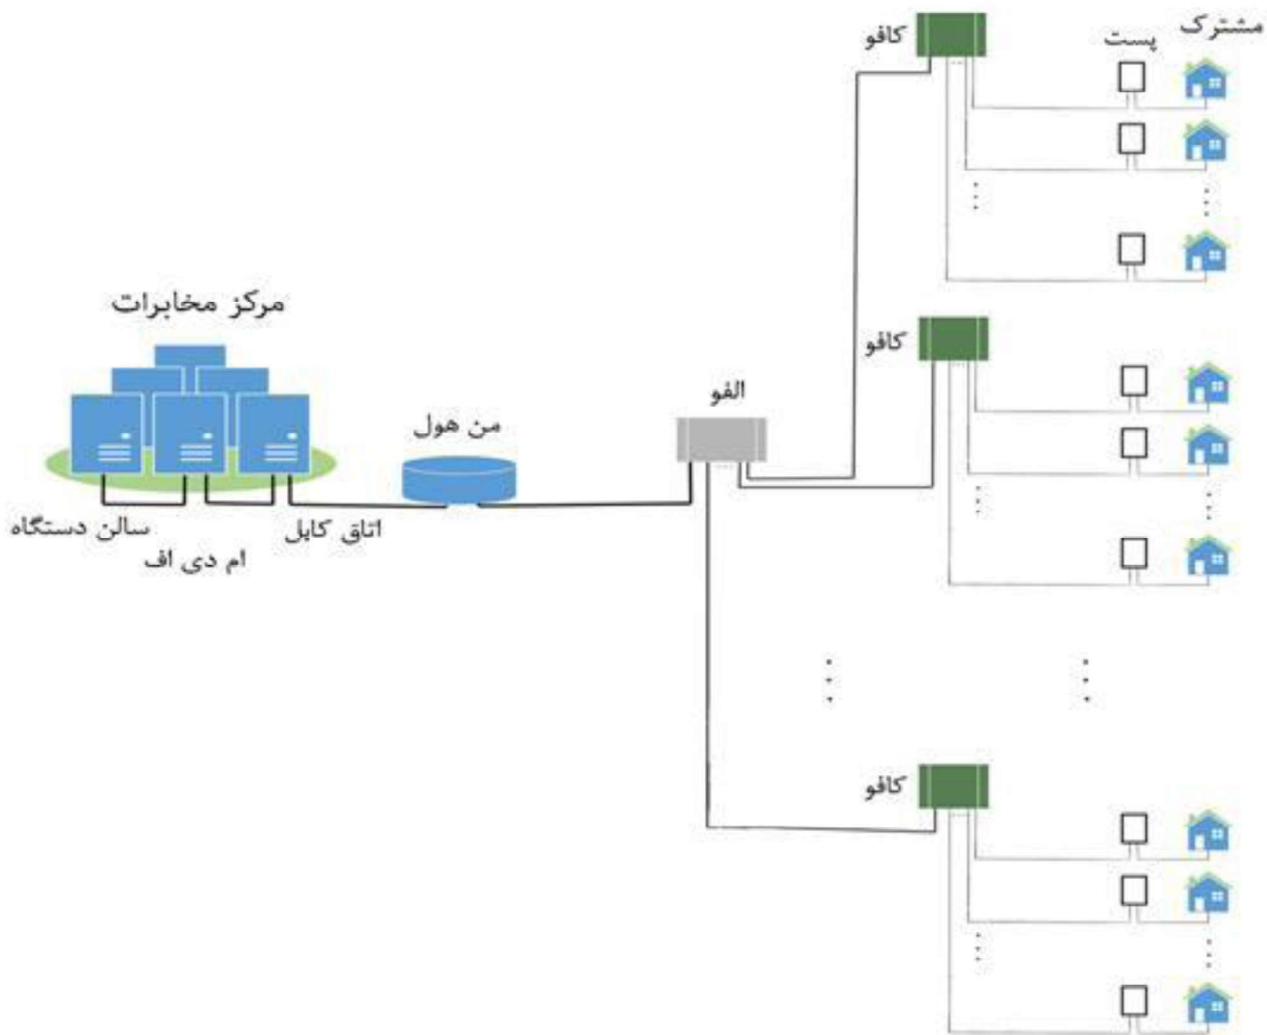 مشترک
پست
کافو
مرکز مخابرات
کافو
الفو
من هول
سالن دستگاه
ام دی اف
اتاق کابل
کافو